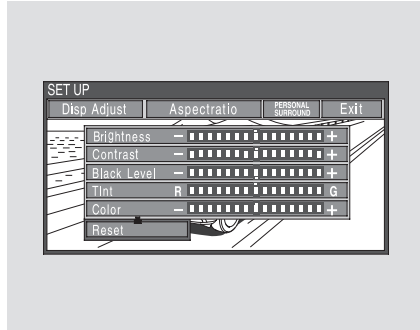 SET UP
Disp Adjust Aspectratio PERSONAL SURROUND Exit
Brightness − +
Contrast − +
Black Level − +
TInt R G
Color − +
Reset